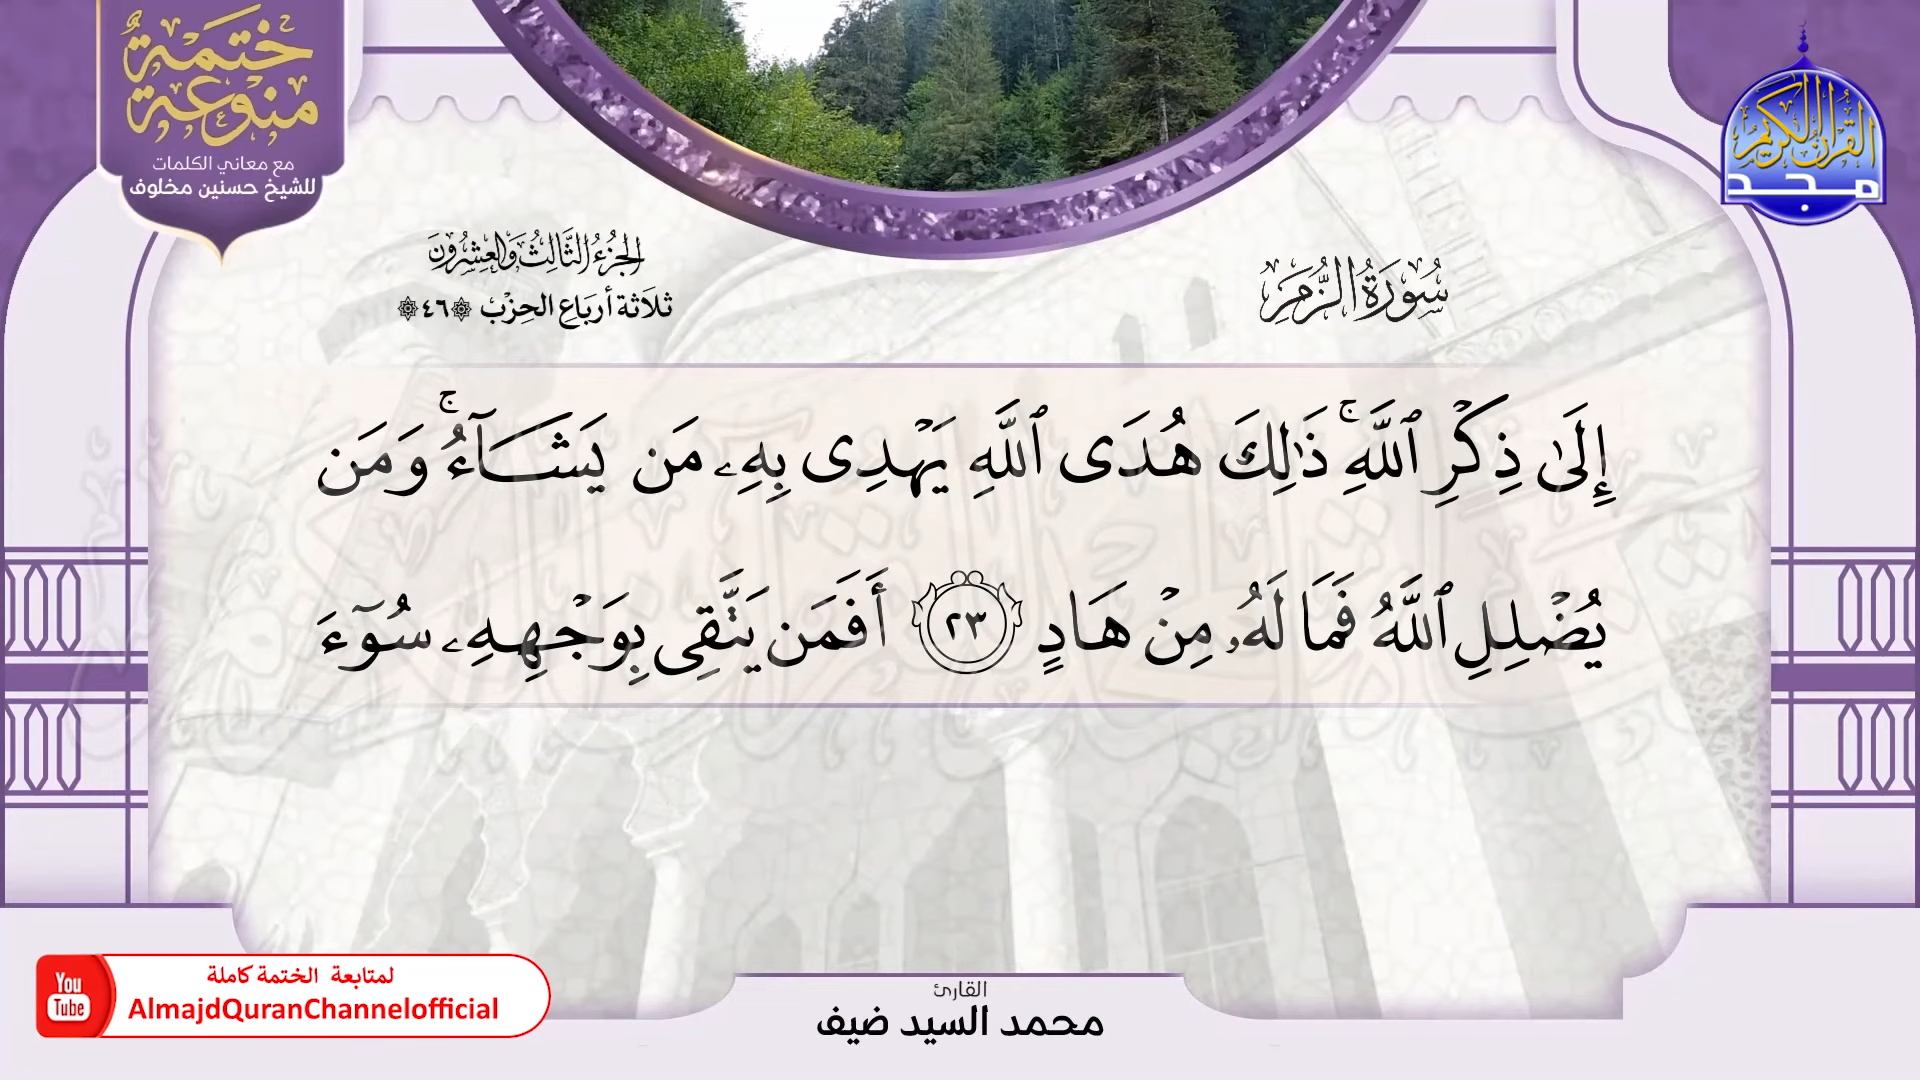 ختمة
منوعة
مع معاني الكلمات
للشيخ حسنين مخلوف
القرآن الكريم
مجد
الجزء الثالث والعشرون
ثلاثة أرباع الحزب ۞٤٦۞
سورة الزمر
إِلَىٰ ذِكْرِ ٱللَّهِۚ ذَٰلِكَ هُدَى ٱللَّهِ يَهْدِى بِهِۦ مَن يَشَآءُۚ وَمَن
يُضْلِلِ ٱللَّهُ فَمَا لَهُۥ مِنْ هَادٍ ٢٣ أَفَمَن يَتَّقِى بِوَجْهِهِۦ سُوٓءَ
You
Tube
لمتابعة الختمة كاملة
AlmajdQuranChannelofficial
القارئ
محمد السيد ضيف